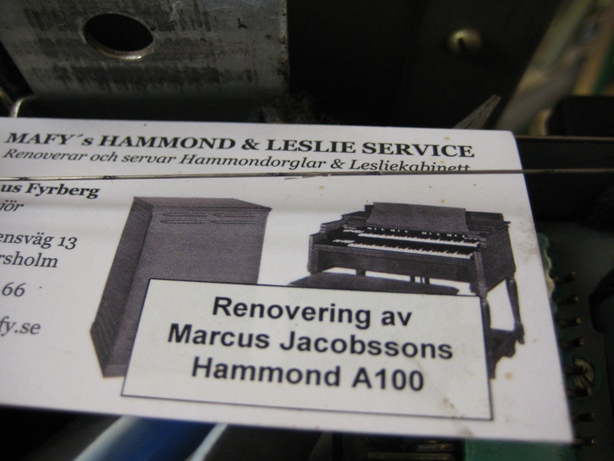 MAFY´s HAMMOND & LESLIE SERVICE
Renoverar och servar Hammondorglar & Lesliekabinett
us Fyrberg
ör
ensväg 13
rsholm
66
fy.se
Renovering av
Marcus Jacobssons
Hammond A100